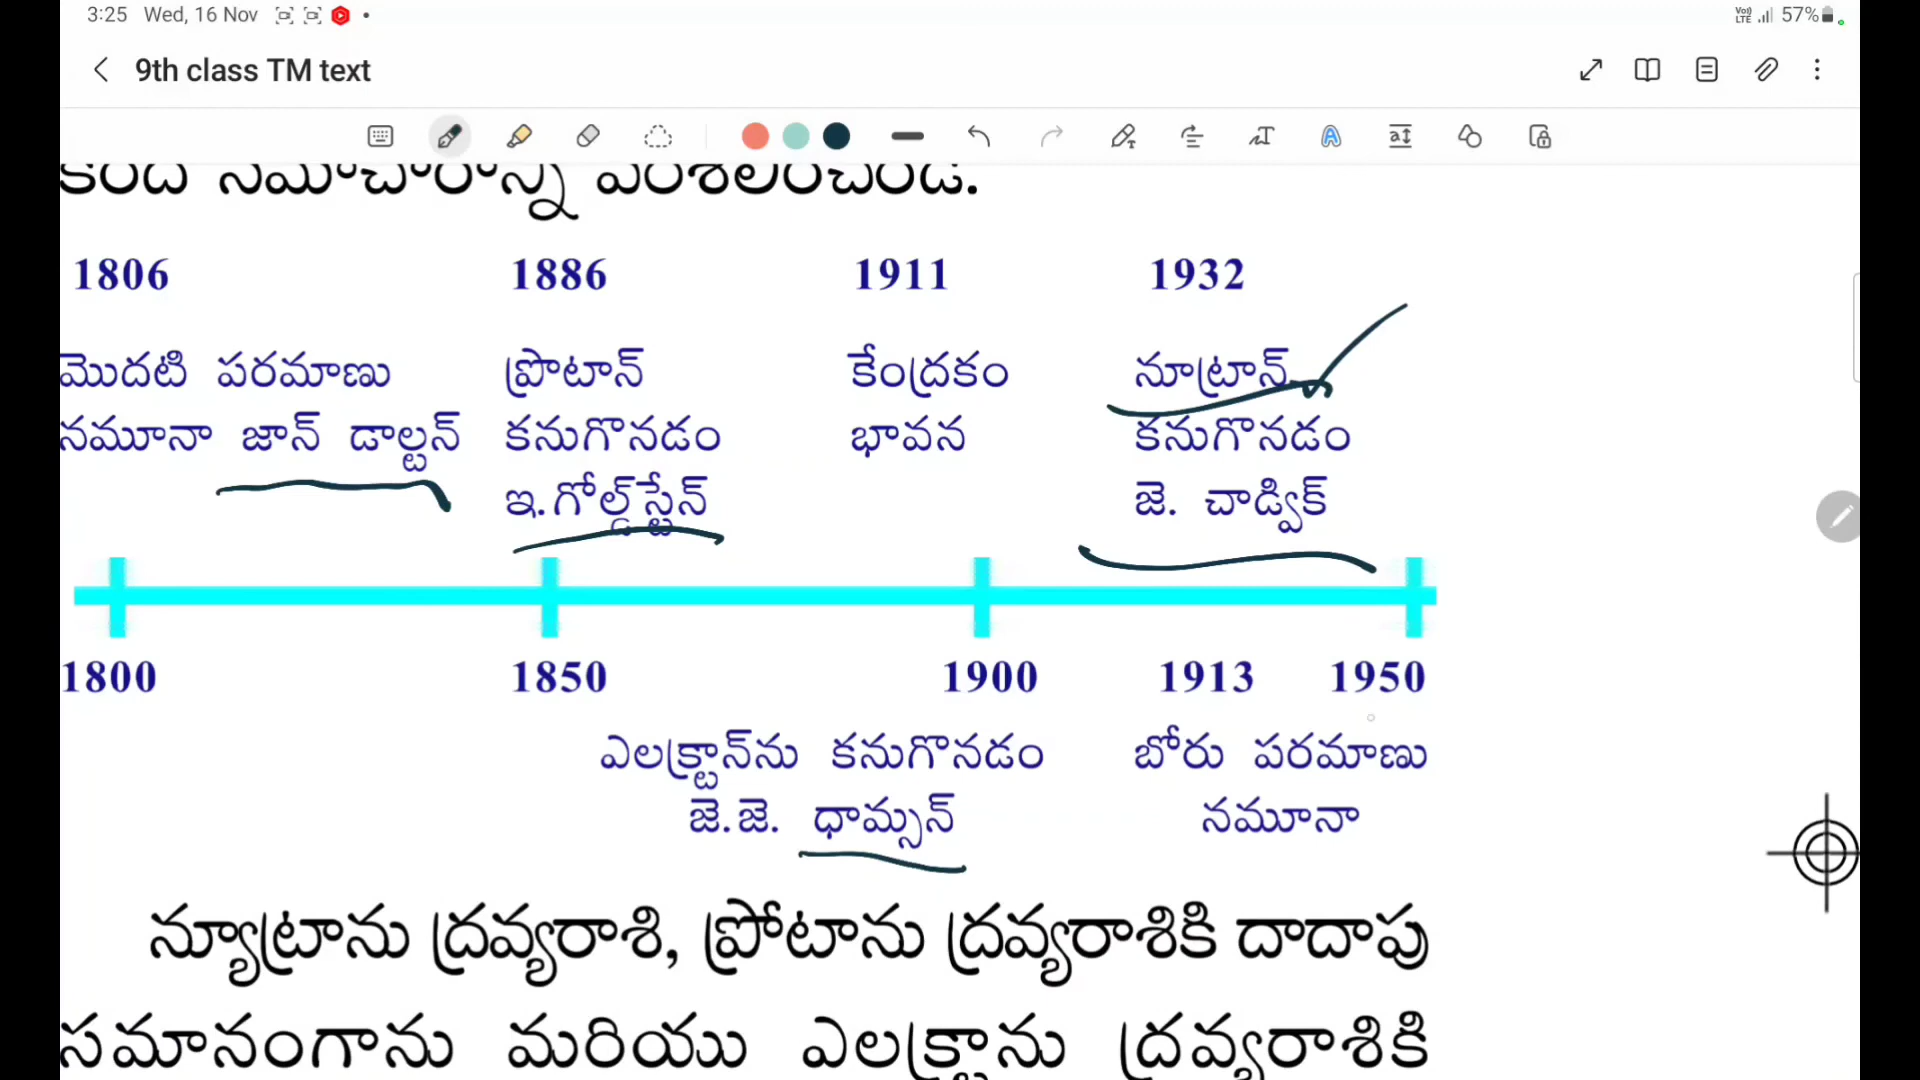 3:25 Wed, 16 Nov
57%
9th class TM text
కింది సమాచారాన్ని పరిశీలించండి.
1806 1886 1911 1932
మొదటి పరమాణు ప్రొటాన్ కేంద్రకం నూట్రాన్
నమూనా జాన్ డాల్టన్ కనుగొనడం భావన కనుగొనడం
ఇ.గోల్డ్‌స్టేన్ జె. చాడ్విక్
1800 1850 1900 1913 1950
ఎలక్ట్రాన్‌ను కనుగొనడం బోరు పరమాణు
జె.జె. థామ్సన్ నమూనా
న్యూట్రాను ద్రవ్యరాశి, ప్రోటాను ద్రవ్యరాశికి దాదాపు
సమానంగాను మరియు ఎలక్ట్రాను ద్రవ్యరాశికి